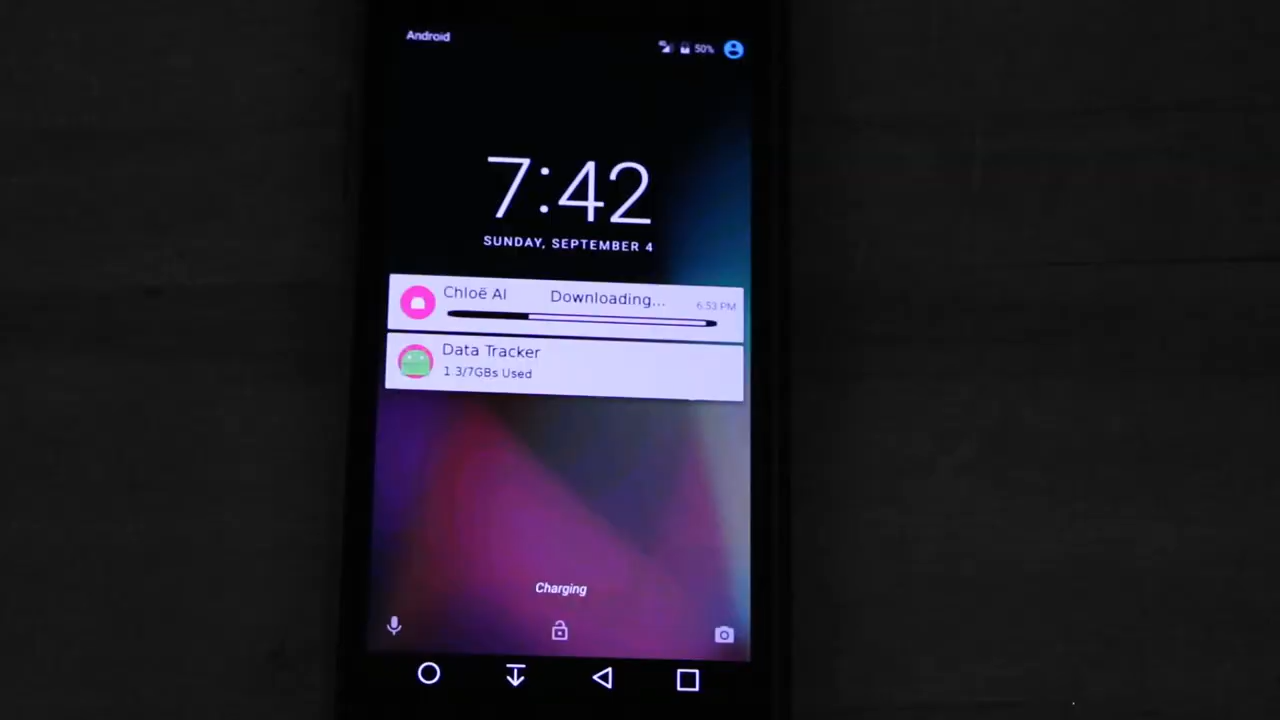 Android
50%
7:42
SUNDAY, SEPTEMBER 4
Chloë AI Downloading... 6:53 PM
Data Tracker
1.3/7GBs Used
Charging